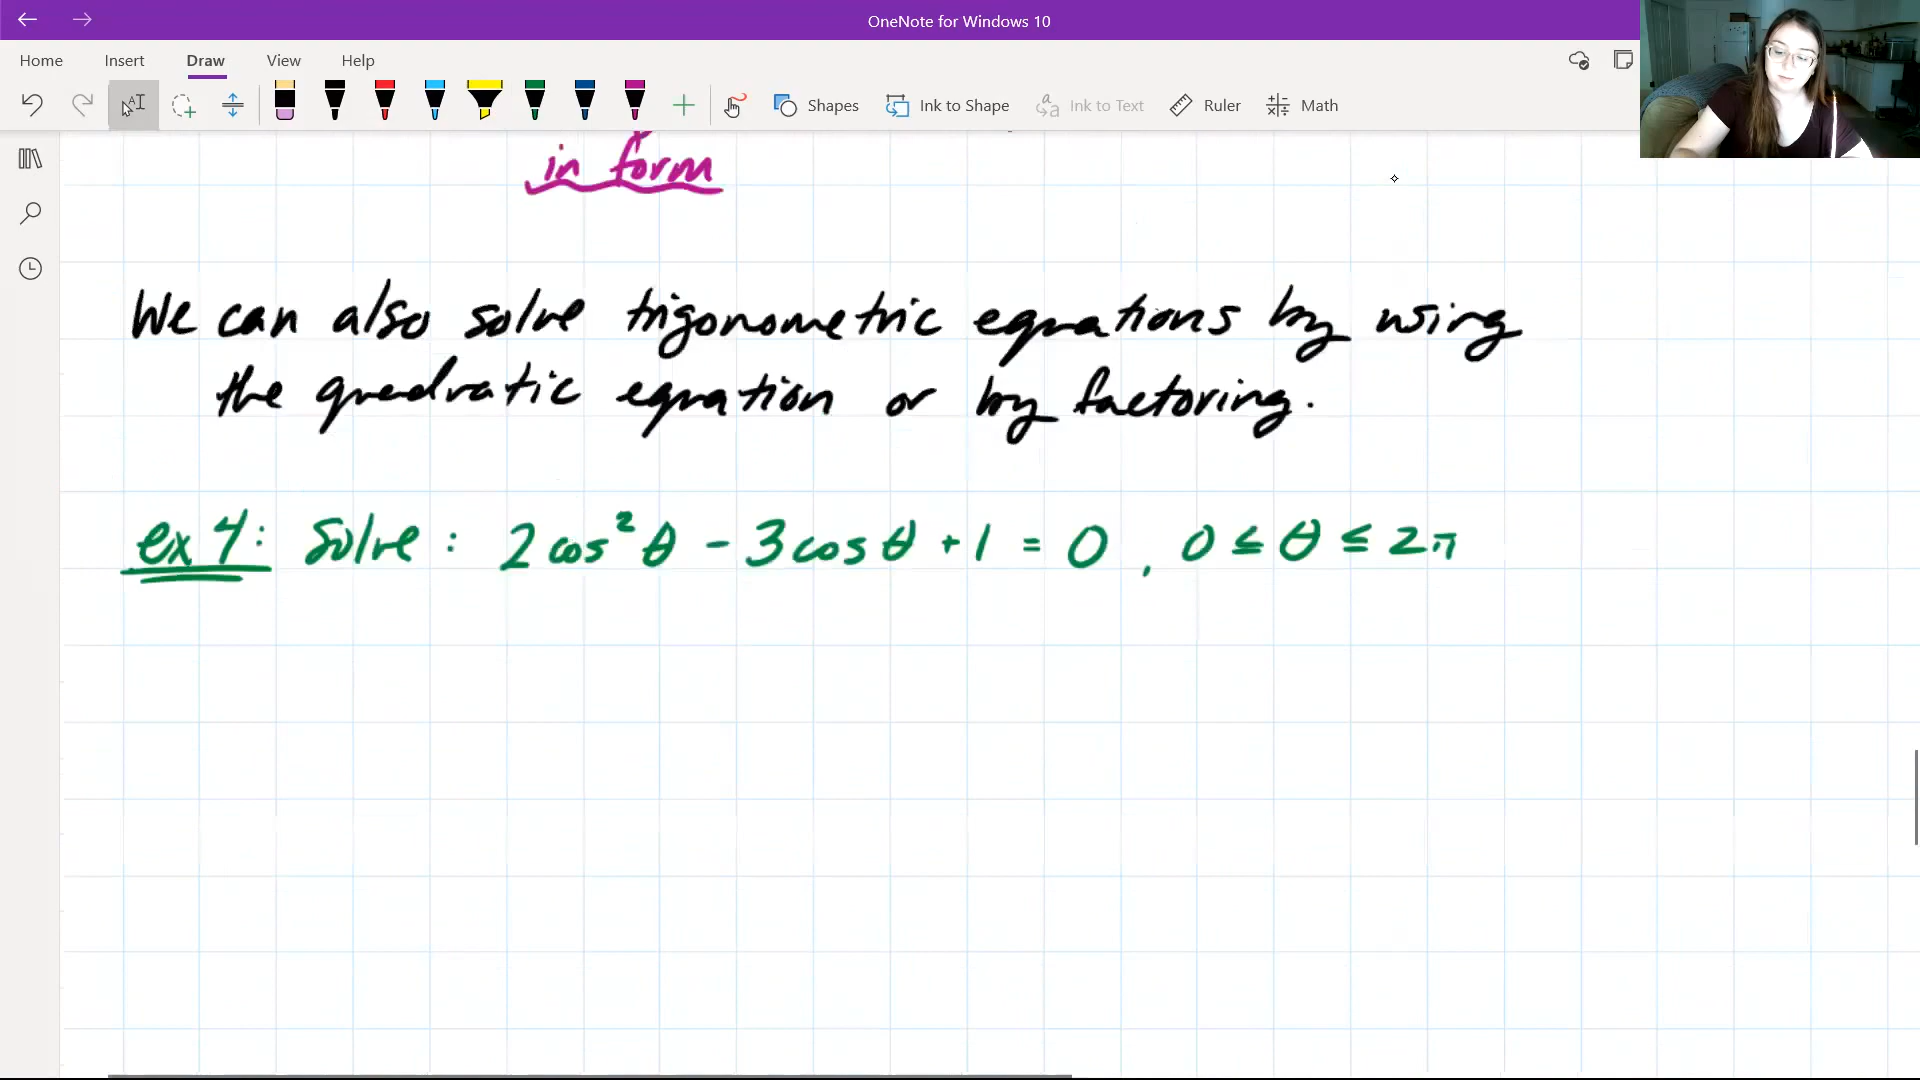 OneNote for Windows 10
Home Insert Draw View Help
Shapes Ink to Shape Ink to Text Ruler Math
in form
We can also solve trigonometric equations by using
the quadratic equation or by factoring.
ex 4: Solve: 2cos²θ - 3cosθ + 1 = 0, 0 ≤ θ ≤ 2π